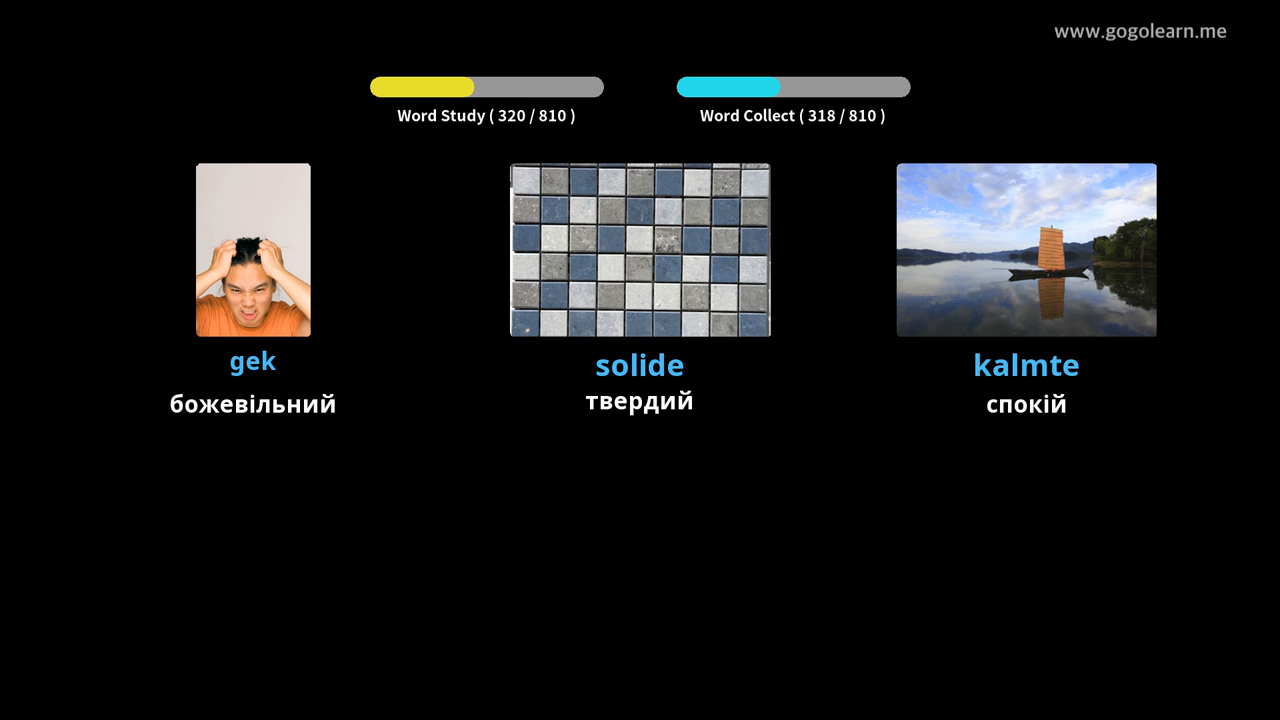 www.gogolearn.me
Word Study ( 320 / 810 )
Word Collect ( 318 / 810 )
gek
божевільний
solide
твердий
kalmte
спокій